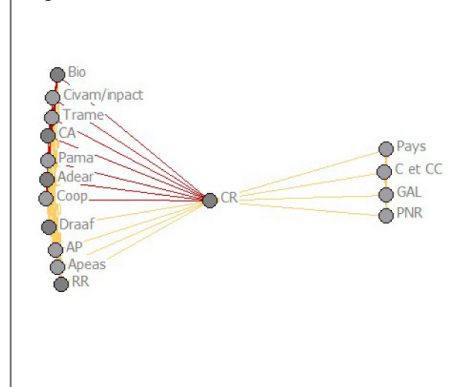 Bio
Civam/inpact
Trame
CA
Pama
Adear
Coop
Draaf
AP
Apeas
RR
CR
Pays
C et CC
GAL
PNR